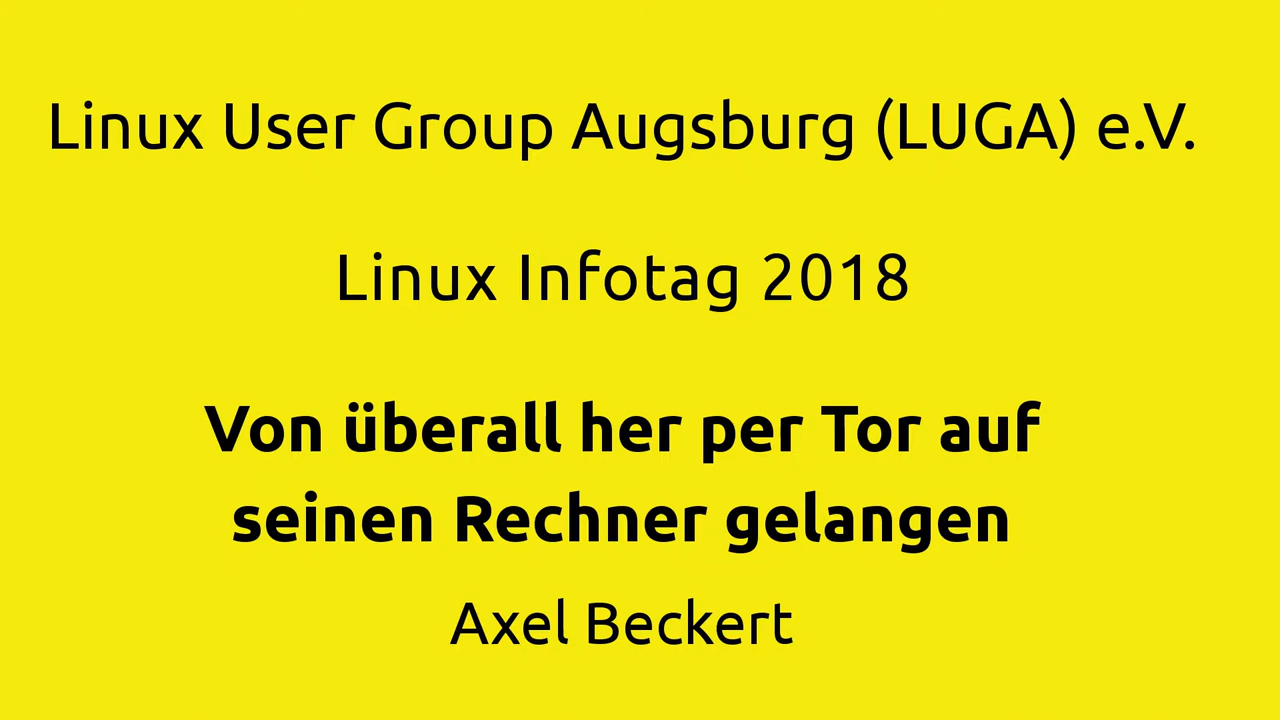 Linux User Group Augsburg (LUGA) e.V.
Linux Infotag 2018
Von überall her per Tor auf
seinen Rechner gelangen
Axel Beckert